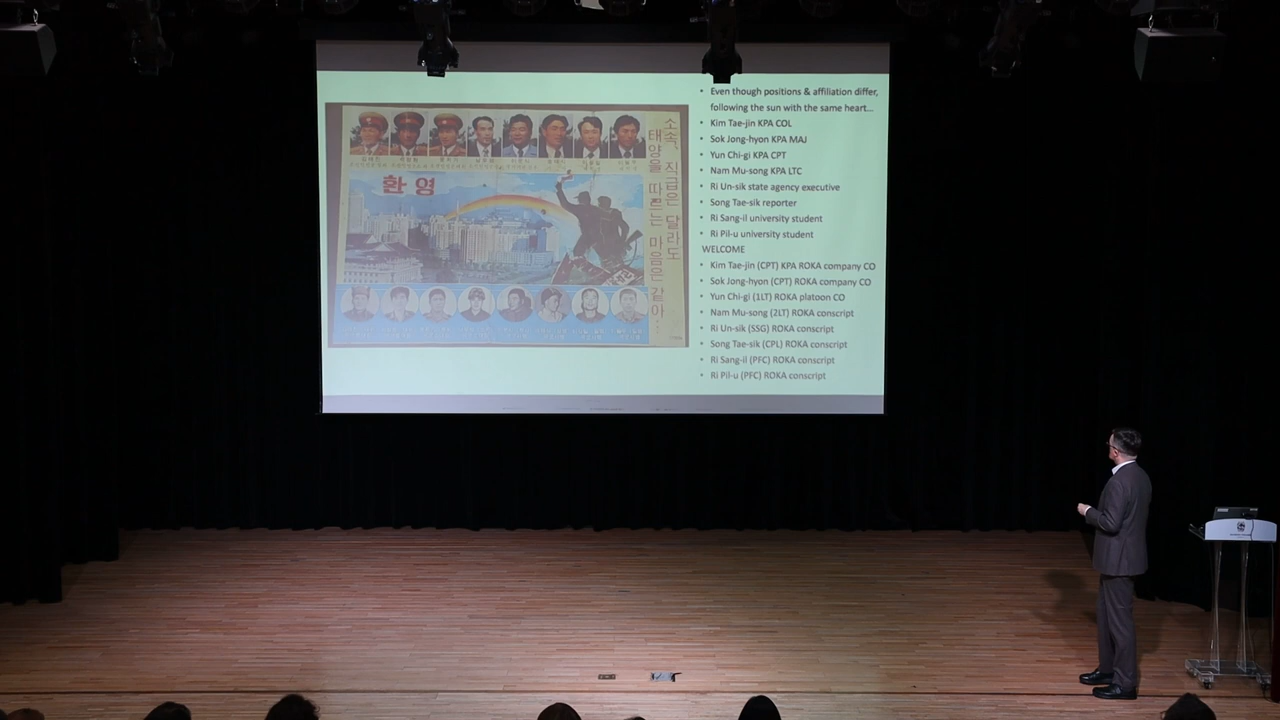 소속, 직급은 달라도
태양을 따르는 마음은 같아...
환영
• Even though positions & affiliation differ,
following the sun with the same heart...
• Kim Tae-jin KPA COL
• Sok Jong-hyon KPA MAJ
• Yun Chi-gi KPA CPT
• Nam Mu-song KPA LTC
• Ri Un-sik state agency executive
• Song Tae-sik reporter
• Ri Sang-il university student
• Ri Pil-u university student
WELCOME
• Kim Tae-jin (CPT) KPA ROKA company CO
• Sok Jong-hyon (CPT) ROKA company CO
• Yun Chi-gi (1LT) ROKA platoon CO
• Nam Mu-song (2LT) ROKA conscript
• Ri Un-sik (SSG) ROKA conscript
• Song Tae-sik (CPL) ROKA conscript
• Ri Sang-il (PFC) ROKA conscript
• Ri Pil-u (PFC) ROKA conscript